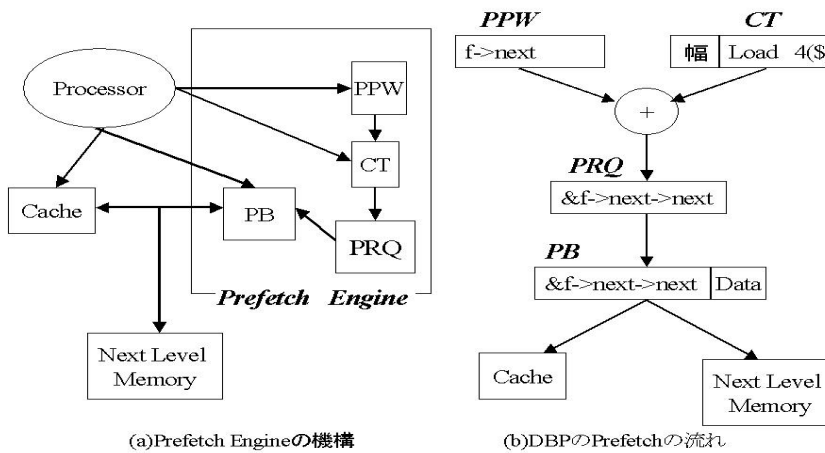 Processor
PPW
CT
Cache
PB
PRQ
Prefetch Engine
Next Level
Memory
(a)Prefetch Engineの機構
PPW
CT
f->next
幅 Load 4($
+
PRQ
&f->next->next
PB
&f->next->next Data
Cache
Next Level
Memory
(b)DBPのPrefetchの流れ